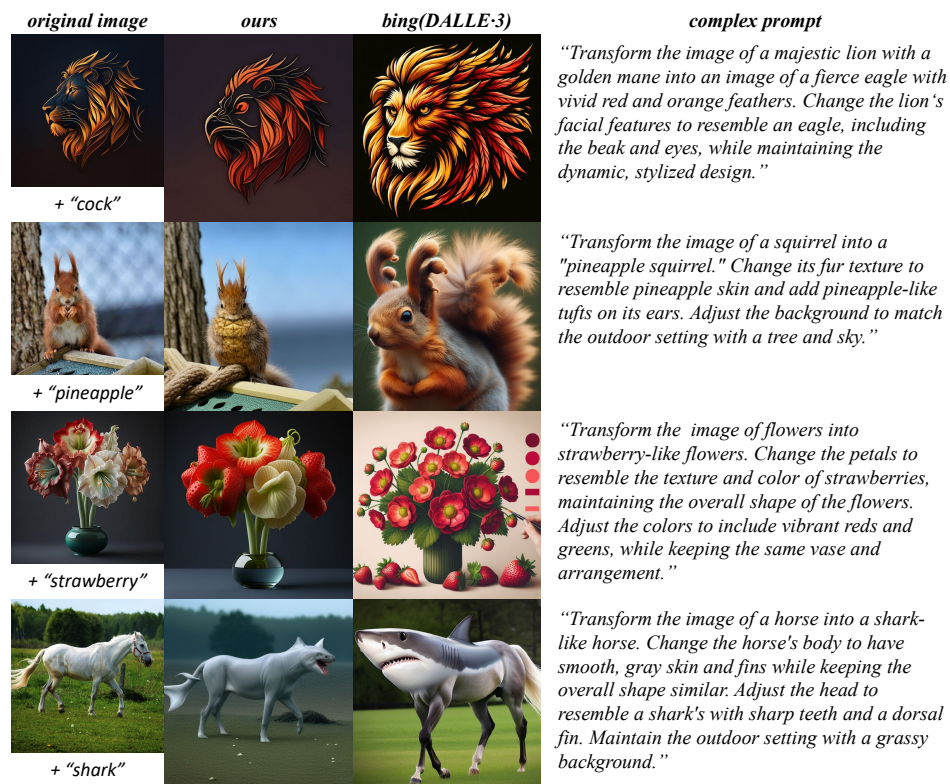 original image
ours
bing(DALLE·3)
complex prompt
“Transform the image of a majestic lion with a
golden mane into an image of a fierce eagle with
vivid red and orange feathers. Change the lion‘s
facial features to resemble an eagle, including
the beak and eyes, while maintaining the
dynamic, stylized design.”
+ “cock”
“Transform the image of a squirrel into a
"pineapple squirrel." Change its fur texture to
resemble pineapple skin and add pineapple-like
tufts on its ears. Adjust the background to match
the outdoor setting with a tree and sky.”
+ “pineapple”
“Transform the  image of flowers into
strawberry-like flowers. Change the petals to
resemble the texture and color of strawberries,
maintaining the overall shape of the flowers.
Adjust the colors to include vibrant reds and
greens, while keeping the same vase and
arrangement.”
+ “strawberry”
“Transform the image of a horse into a shark-
like horse. Change the horse's body to have
smooth, gray skin and fins while keeping the
overall shape similar. Adjust the head to
resemble a shark's with sharp teeth and a dorsal
fin. Maintain the outdoor setting with a grassy
background.”
+ “shark”